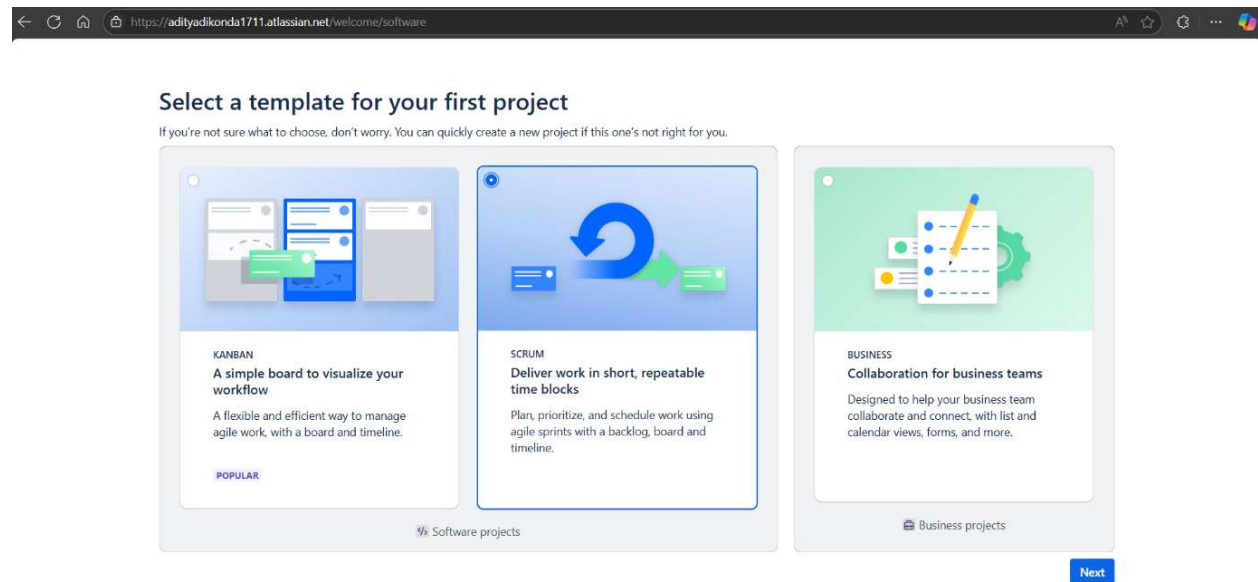 https://adityadikonda1711.atlassian.net/welcome/software
Select a template for your first project
If you're not sure what to choose, don't worry. You can quickly create a new project if this one's not right for you.
KANBAN
A simple board to visualize your
workflow
A flexible and efficient way to manage
agile work, with a board and timeline.
POPULAR
SCRUM
Deliver work in short, repeatable
time blocks
Plan, prioritize, and schedule work using
agile sprints with a backlog, board and
timeline.
Software projects
BUSINESS
Collaboration for business teams
Designed to help your business team
collaborate and connect, with list and
calendar views, forms, and more.
Business projects
Next